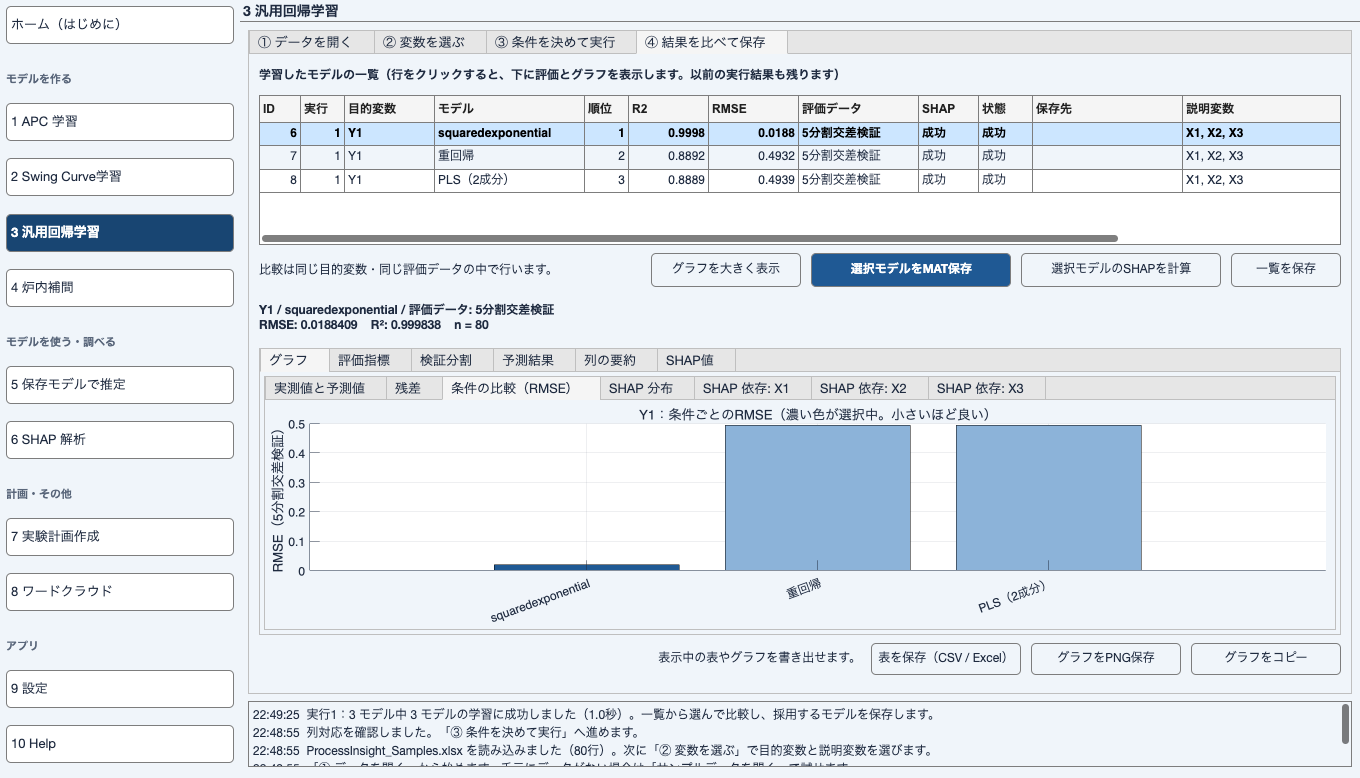 ホーム（はじめに）
モデルを作る
1 APC 学習
2 Swing Curve学習
3 汎用回帰学習
4 炉内補間
モデルを使う・調べる
5 保存モデルで推定
6 SHAP 解析
計画・その他
7 実験計画作成
8 ワードクラウド
アプリ
9 設定
10 Help
3 汎用回帰学習
① データを開く ② 変数を選ぶ ③ 条件を決めて実行 ④ 結果を比べて保存
学習したモデルの一覧（行をクリックすると、下に評価とグラフを表示します。以前の実行結果も残ります）
ID 実行 目的変数 モデル 順位 R2 RMSE 評価データ SHAP 状態 保存先 説明変数
6 1 Y1 squaredexponential 1 0.9998 0.0188 5分割交差検証 成功 成功 X1, X2, X3
7 1 Y1 重回帰 2 0.8892 0.4932 5分割交差検証 成功 成功 X1, X2, X3
8 1 Y1 PLS（2成分） 3 0.8889 0.4939 5分割交差検証 成功 成功 X1, X2, X3
比較は同じ目的変数・同じ評価データの中で行います。 グラフを大きく表示 選択モデルをMAT保存 選択モデルのSHAPを計算 一覧を保存
Y1 / squaredexponential / 評価データ: 5分割交差検証
RMSE: 0.0188409 R²: 0.999838 n = 80
グラフ 評価指標 検証分割 予測結果 列の要約 SHAP値
実測値と予測値 残差 条件の比較（RMSE） SHAP 分布 SHAP 依存: X1 SHAP 依存: X2 SHAP 依存: X3
Y1：条件ごとのRMSE（濃い色が選択中。小さいほど良い）
RMSE（5分割交差検証）
0.5
0.4
0.3
0.2
0.1
0
squaredexponential 重回帰 PLS（2成分）
表示中の表やグラフを書き出せます。 表を保存（CSV / Excel） グラフをPNG保存 グラフをコピー
22:49:25 実行1：3 モデル中 3 モデルの学習に成功しました（1.0秒）。一覧から選んで比較し、採用するモデルを保存します。
22:48:55 列対応を確認しました。「③ 条件を決めて実行」へ進めます。
22:48:55 ProcessInsight_Samples.xlsx を読み込みました（80行）。次に「② 変数を選ぶ」で目的変数と説明変数を選びます。